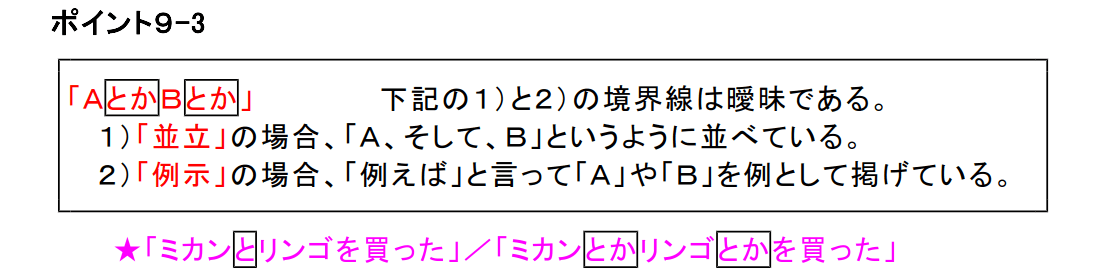 ポイント９-３
「ＡとかＢとか」　　　　下記の１)と２)の境界線は曖昧である。
１)「並立」の場合、「Ａ、そして、Ｂ」というように並べている。
２)「例示」の場合、「例えば」と言って「Ａ」や「Ｂ」を例として掲げている。
★「ミカンとリンゴを買った」／「ミカンとかリンゴとかを買った」